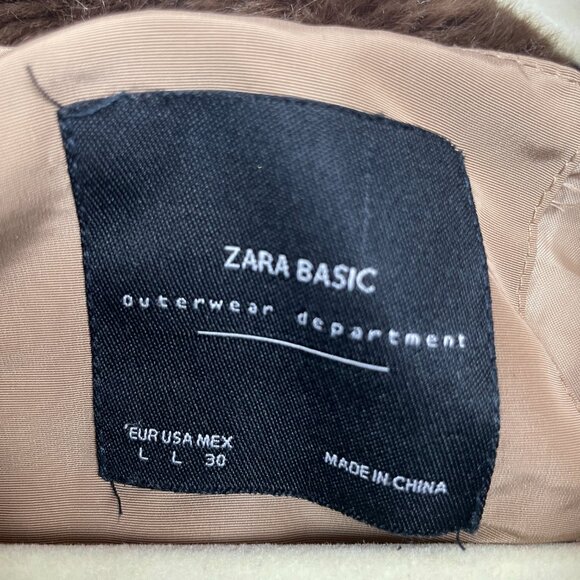 ZARA BASIC
outerwear department
EUR USA MEX
L L 30
MADE IN CHINA